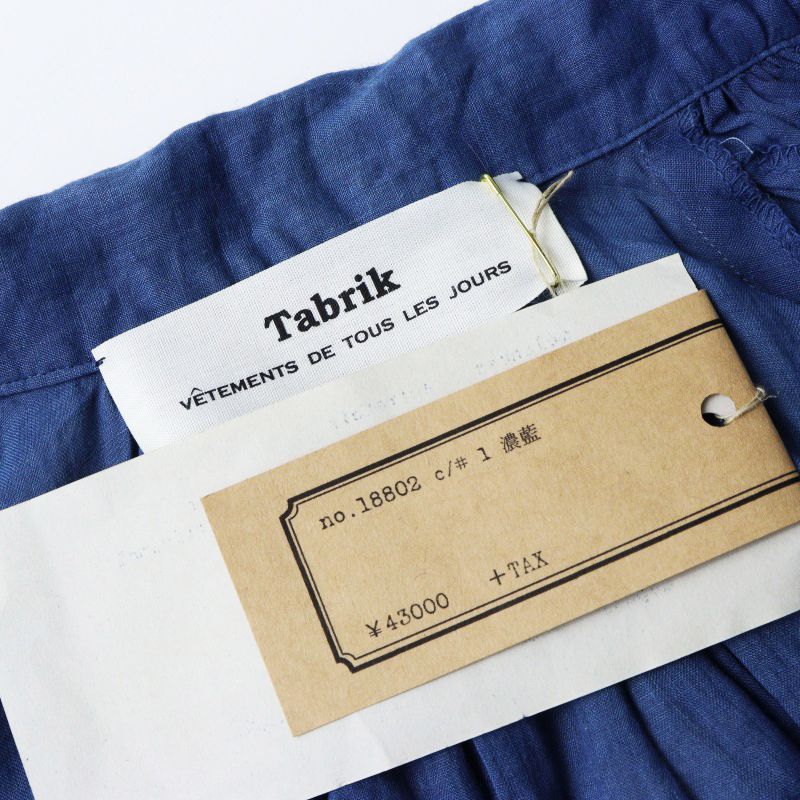 Tabrik
VÊTEMENTS DE TOUS LES JOURS
no.18802 c/# 1 濃藍
¥43000 +TAX